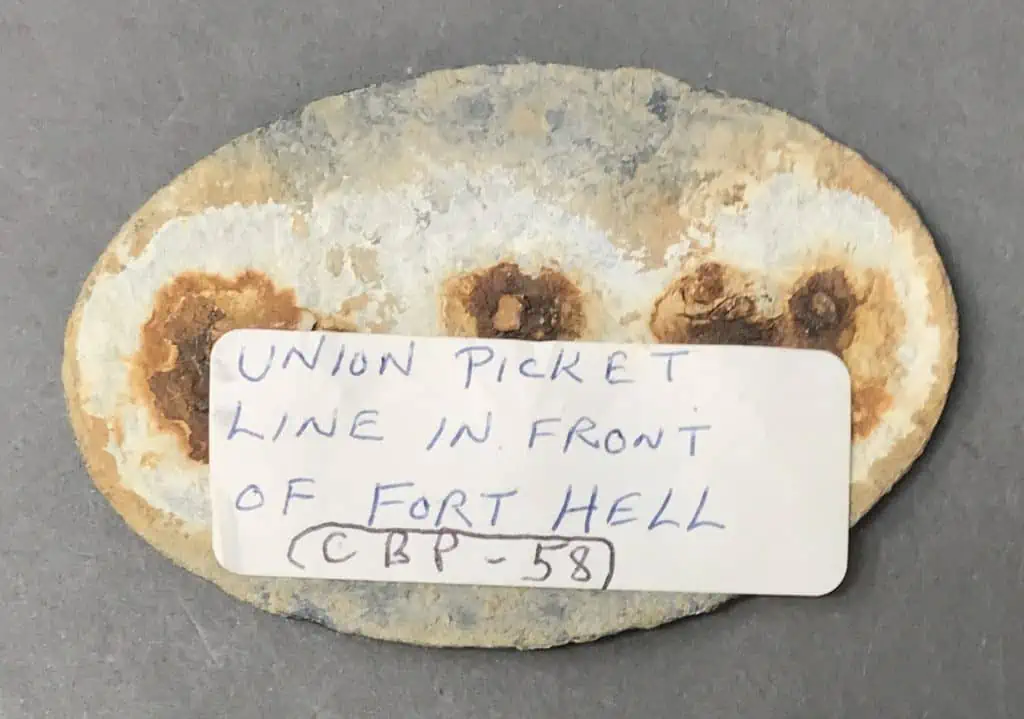 UNION PICKET
LINE IN FRONT
OF FORT HELL
(CBP-58)